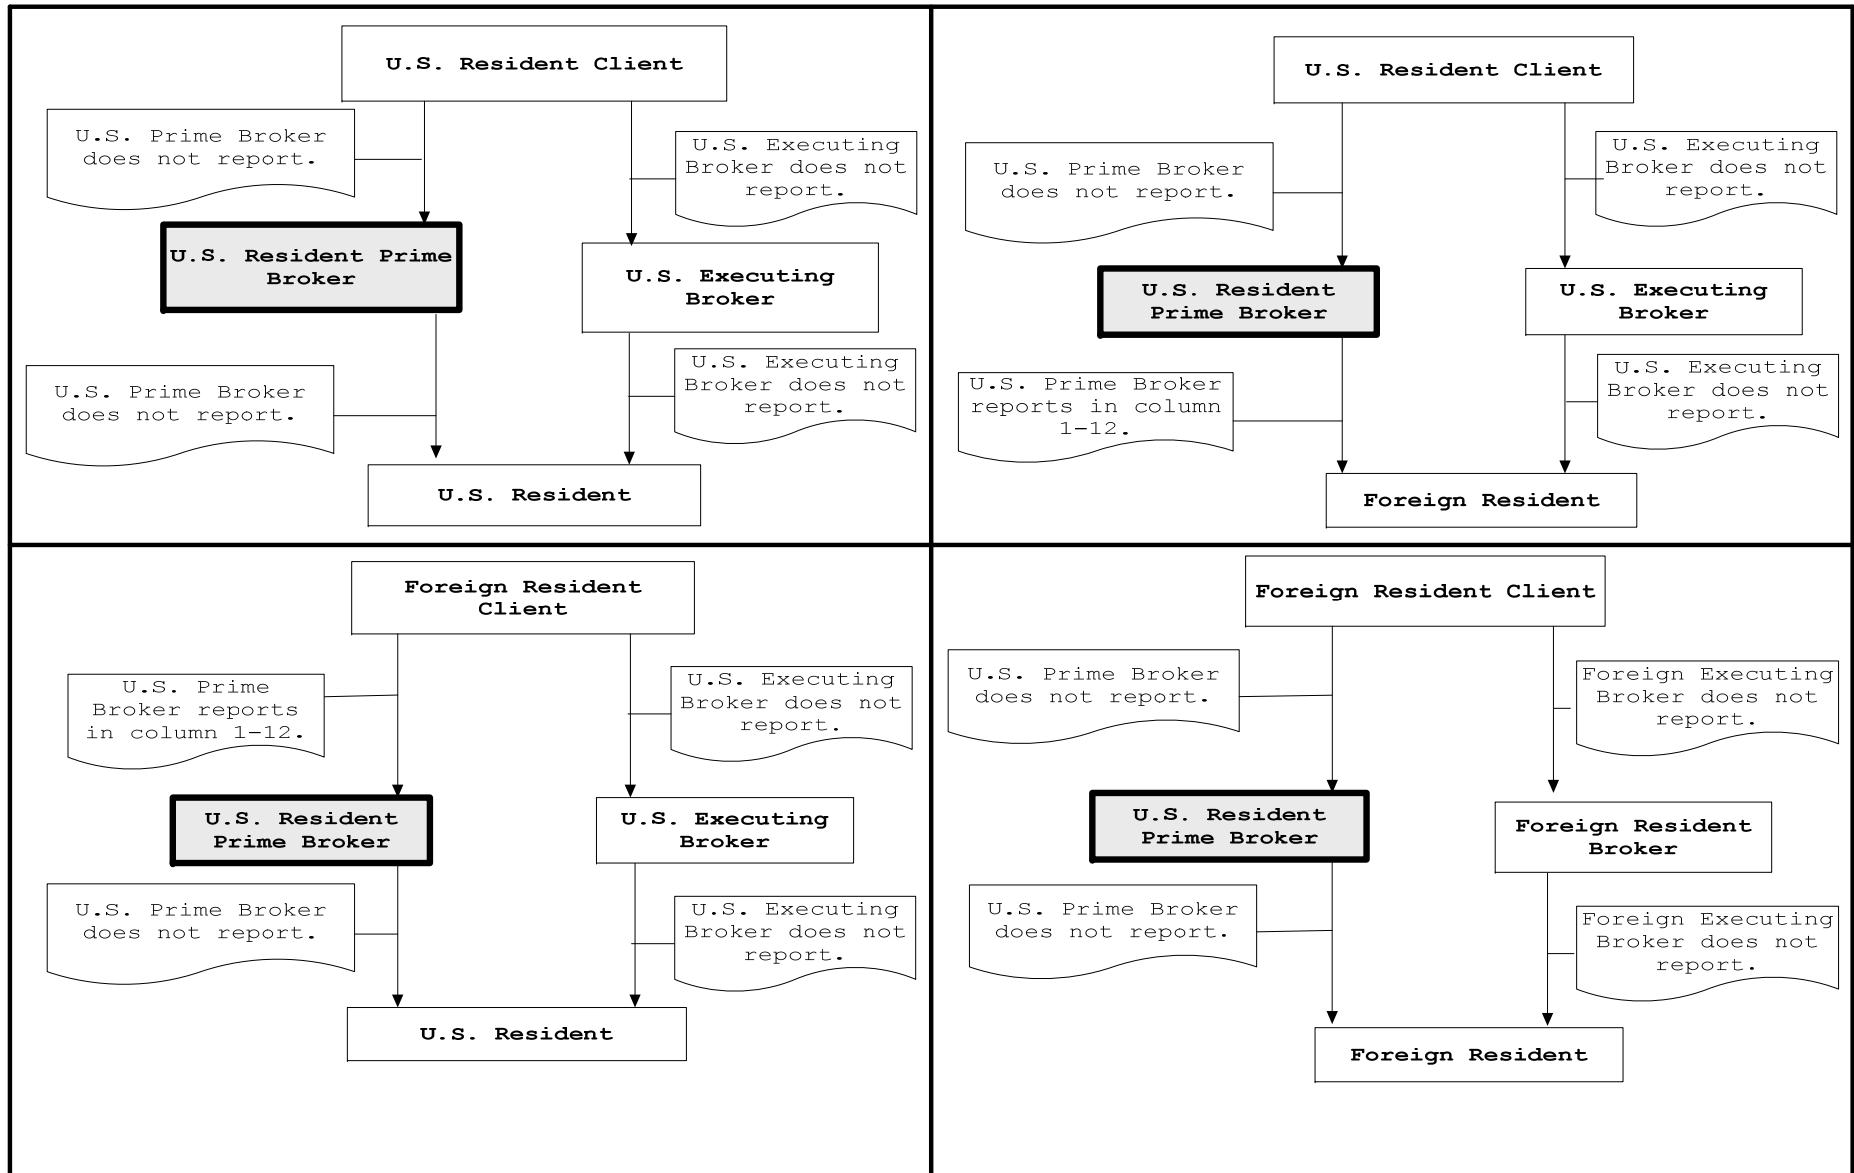 U.S. Resident Client
U.S. Prime Broker
does not report.
U.S. Executing
Broker does not
report.
U.S. Resident Prime
Broker
U.S. Executing
Broker
U.S. Prime Broker
does not report.
U.S. Executing
Broker does not
report.
U.S. Resident
U.S. Resident Client
U.S. Prime Broker
does not report.
U.S. Executing
Broker does not
report.
U.S. Resident
Prime Broker
U.S. Executing
Broker
U.S. Prime Broker
reports in column
1-12.
U.S. Executing
Broker does not
report.
Foreign Resident
Foreign Resident
Client
U.S. Prime
Broker reports
in column 1-12.
U.S. Executing
Broker does not
report.
U.S. Resident
Prime Broker
U.S. Executing
Broker
U.S. Prime Broker
does not report.
U.S. Executing
Broker does not
report.
U.S. Resident
Foreign Resident Client
U.S. Prime Broker
does not report.
Foreign Executing
Broker does not
report.
U.S. Resident
Prime Broker
Foreign Resident
Broker
U.S. Prime Broker
does not report.
Foreign Executing
Broker does not
report.
Foreign Resident